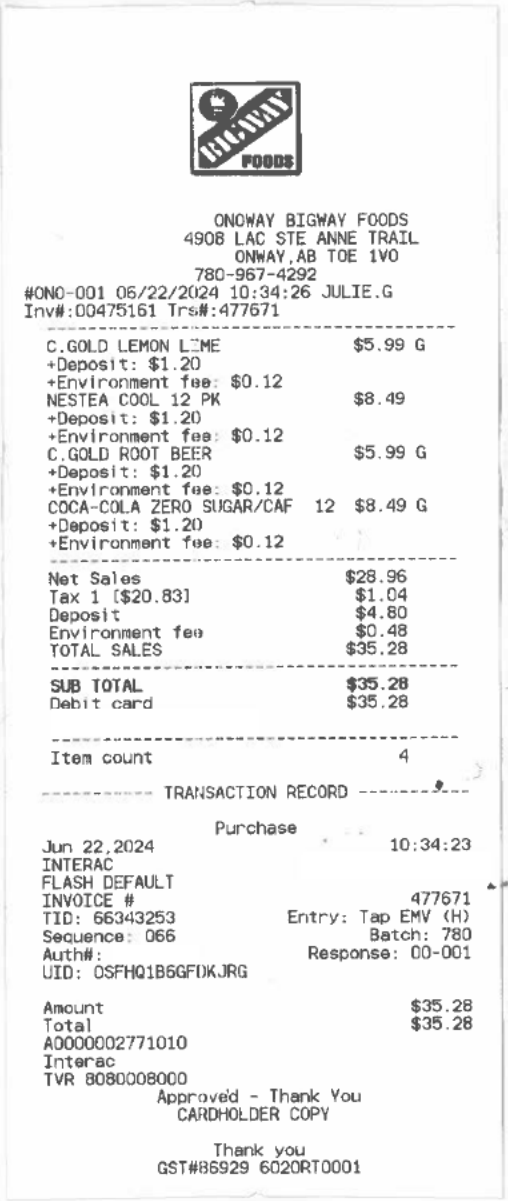 BIGWAY
FOODS
ONOWAY BIGWAY FOODS
4908 LAC STE ANNE TRAIL
ONWAY,AB TOE 1VO
780-967-4292
#ONO-001 06/22/2024 10:34:26 JULIE.G
Inv#:00475161 Trs#:477671
C.GOLD LEMON LIME $5.99 G
+Deposit: $1.20
+Environment fee: $0.12
NESTEA COOL 12 PK $8.49
+Deposit: $1.20
+Environment fee: $0.12
C.GOLD ROOT BEER $5.99 G
+Deposit: $1.20
+Environment fee: $0.12
COCA-COLA ZERO SUGAR/CAF 12 $8.49 G
+Deposit: $1.20
+Environment fee: $0.12
Net Sales $28.96
Tax 1 [$20.83] $1.04
Deposit $4.80
Environment fee $0.48
TOTAL SALES $35.28
SUB TOTAL $35.28
Debit card $35.28
Item count 4
----------- TRANSACTION RECORD -----------
Purchase
Jun 22,2024 10:34:23
INTERAC
FLASH DEFAULT
INVOICE # 477671
TID: 66343253 Entry: Tap EMV (H)
Sequence: 066 Batch: 780
Auth#: Response: 00-001
UID: OSFHQ1B6GFDKJRG
Amount $35.28
Total $35.28
A0000002771010
Interac
TVR 8080008000
Approved - Thank You
CARDHOLDER COPY
Thank you
GST#86929 6020RT0001